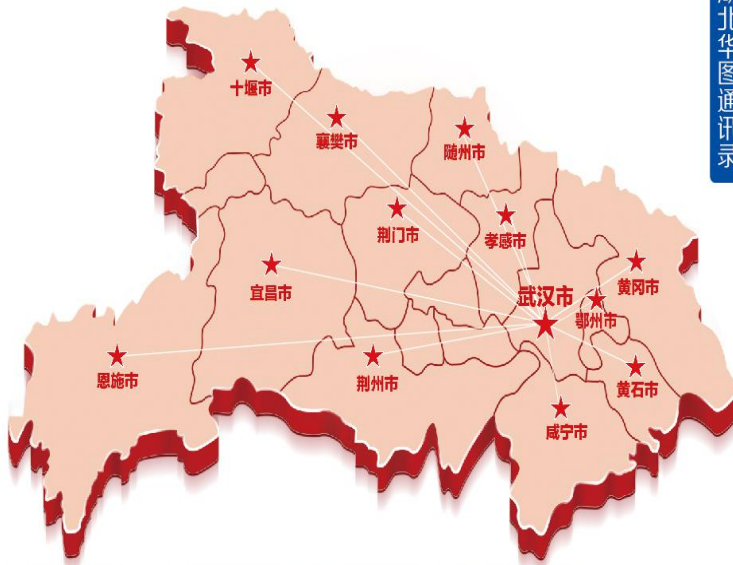 湖北华图通讯录
十堰市
襄樊市
随州市
荆门市
孝感市
宜昌市
武汉市
黄冈市
鄂州市
恩施市
荆州市
黄石市
咸宁市